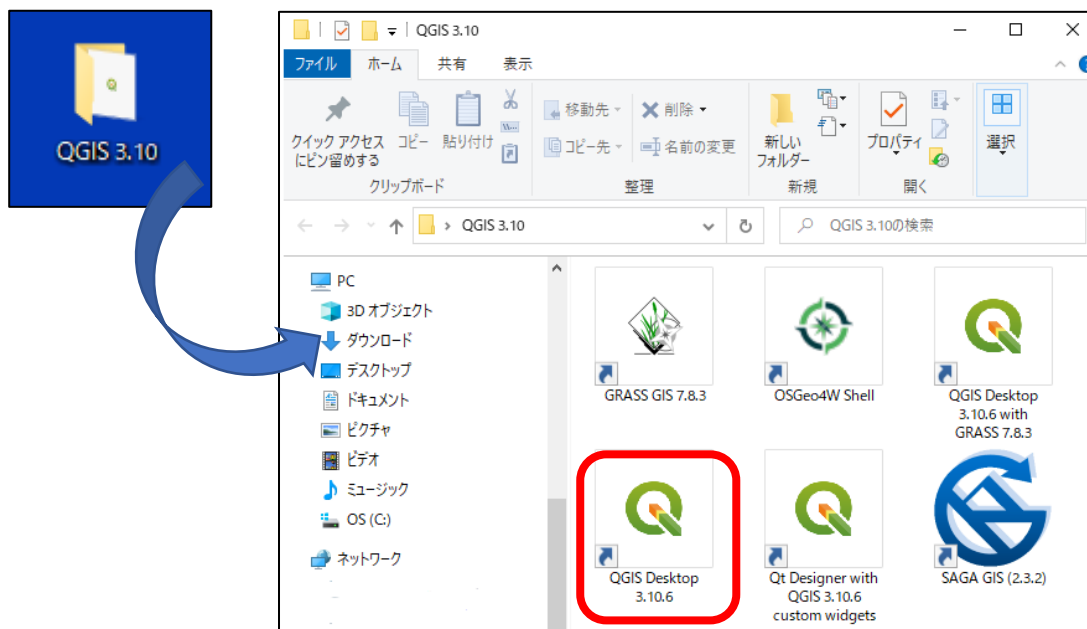 QGIS 3.10
QGIS 3.10
ファイル ホーム 共有 表示
クイック アクセス
にピン留めする
コピー
貼り付け
クリップボード
移動先
コピー先
削除
名前の変更
整理
新しい
フォルダー
新規
プロパティ
開く
選択
QGIS 3.10
QGIS 3.10の検索
PC
3D オブジェクト
ダウンロード
デスクトップ
ドキュメント
ピクチャ
ビデオ
ミュージック
OS (C:)
ネットワーク
GRASS GIS 7.8.3
OSGeo4W Shell
QGIS Desktop
3.10.6 with
GRASS 7.8.3
QGIS Desktop
3.10.6
Qt Designer with
QGIS 3.10.6
custom widgets
SAGA GIS (2.3.2)